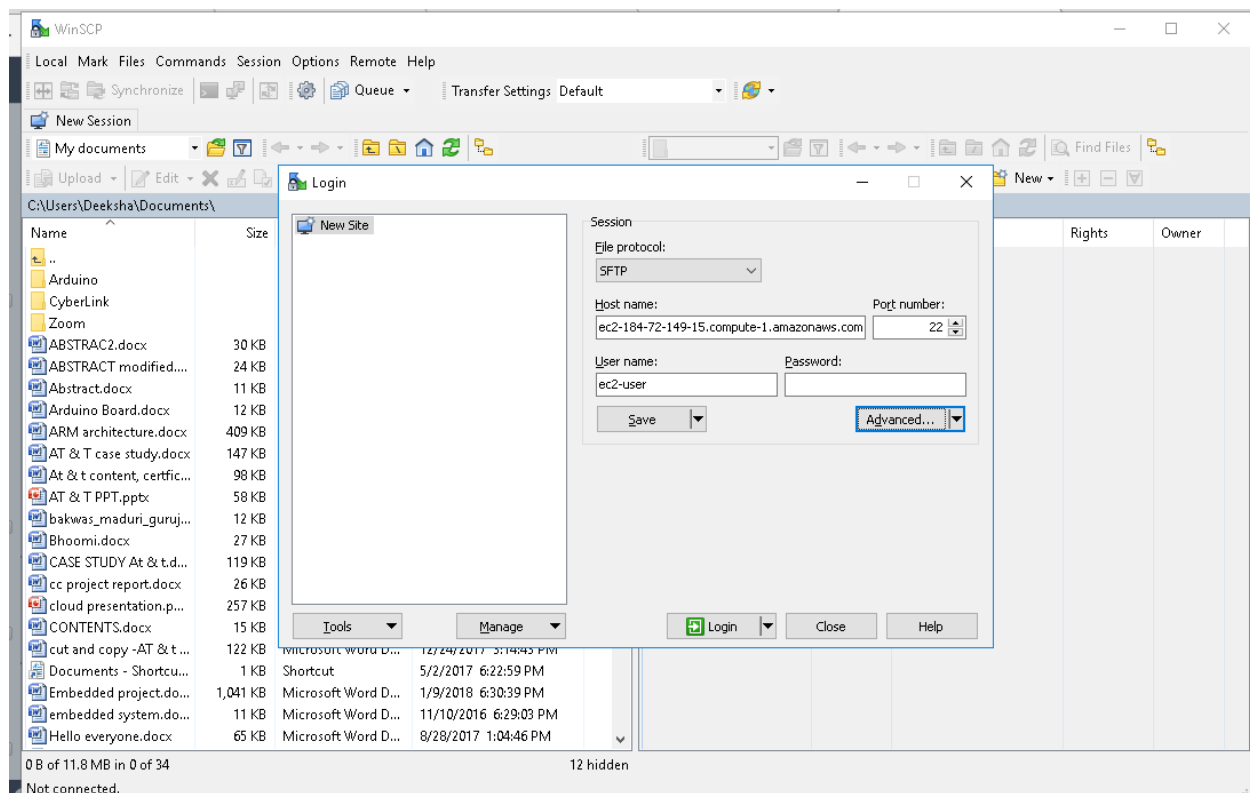 WinSCP
Local Mark Files Commands Session Options Remote Help
Synchronize Queue Transfer Settings Default
New Session
My documents Find Files
Upload Edit New
Login
C:\Users\Deeksha\Documents\
Name Size Rights Owner
..
Arduino
CyberLink
Zoom
ABSTRAC2.docx 30 KB
ABSTRACT modified.... 24 KB
Abstract.docx 11 KB
Arduino Board.docx 12 KB
ARM architecture.docx 409 KB
AT & T case study.docx 147 KB
At & t content, certfic... 98 KB
AT & T PPT.pptx 58 KB
bakwas_maduri_guruj... 12 KB
Bhoomi.docx 27 KB
CASE STUDY At & t.d... 119 KB
cc project report.docx 26 KB
cloud presentation.p... 257 KB
CONTENTS.docx 15 KB
cut and copy -AT & t ... 122 KB Microsoft Word D... 12/24/2017 3:14:43 PM
Documents - Shortcu... 1 KB Shortcut 5/2/2017 6:22:59 PM
Embedded project.do... 1,041 KB Microsoft Word D... 1/9/2018 6:30:39 PM
embedded system.do... 11 KB Microsoft Word D... 11/10/2016 6:29:03 PM
Hello everyone.docx 65 KB Microsoft Word D... 8/28/2017 1:04:46 PM
New Site
Session
File protocol:
SFTP
Host name: Port number:
ec2-184-72-149-15.compute-1.amazonaws.com 22
User name: Password:
ec2-user
Save Advanced...
Tools Manage Login Close Help
0 B of 11.8 MB in 0 of 34 12 hidden
Not connected.